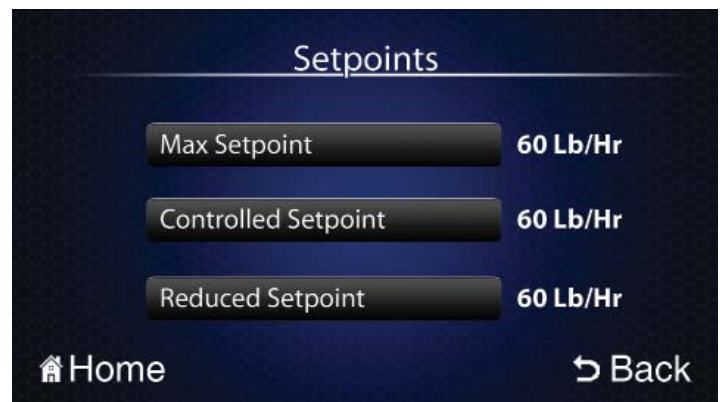 Setpoints
Max Setpoint 60 Lb/Hr
Controlled Setpoint 60 Lb/Hr
Reduced Setpoint 60 Lb/Hr
Home Back